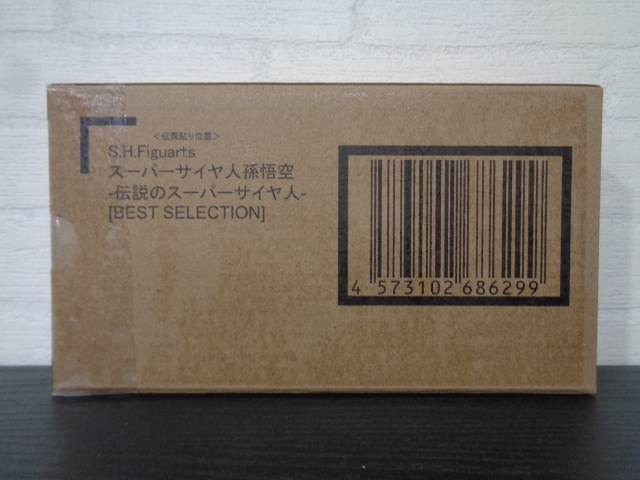 ＜伝票貼り位置＞
S.H.Figuarts
スーパーサイヤ人孫悟空
-伝説のスーパーサイヤ人-
[BEST SELECTION]
4 573102 686299